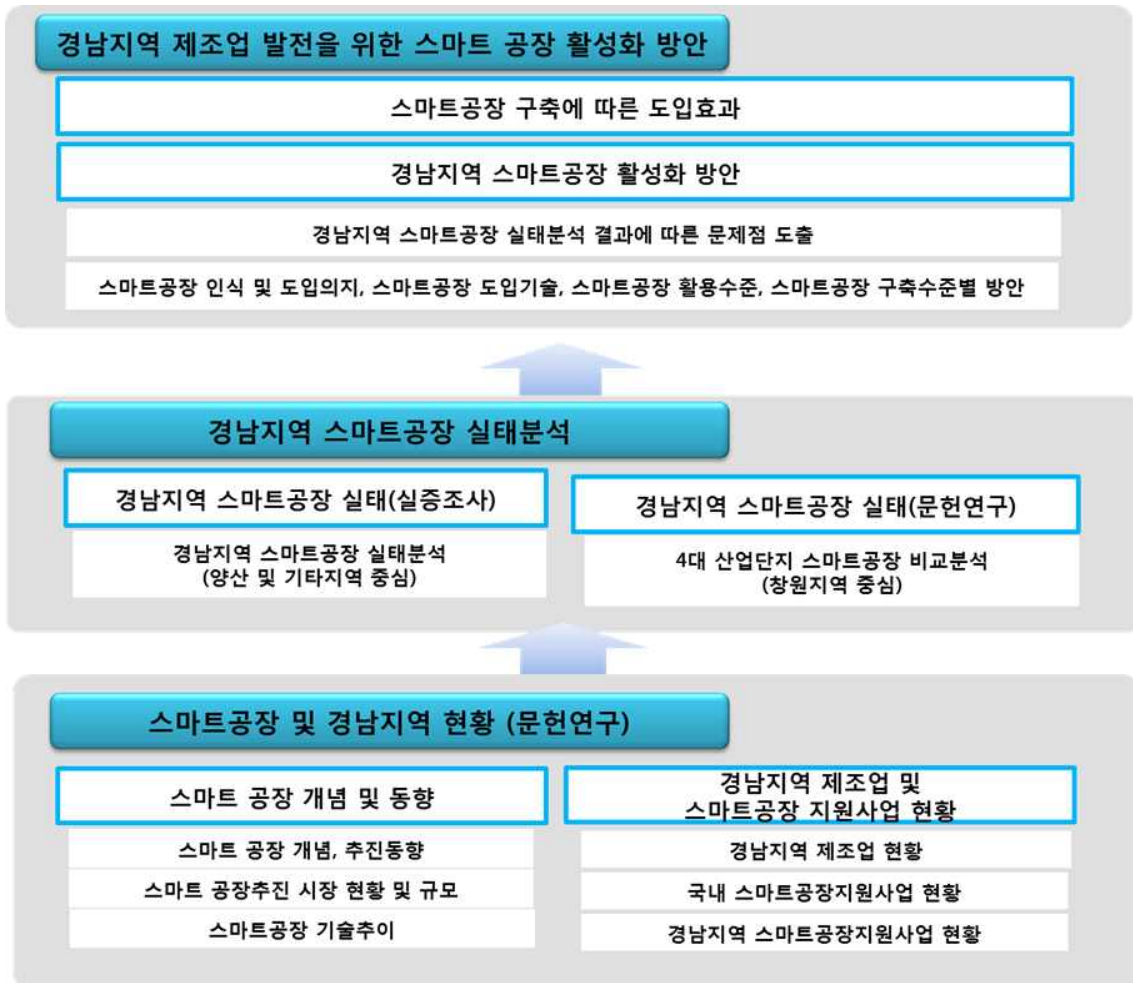 경남지역 제조업 발전을 위한 스마트 공장 활성화 방안
스마트공장 구축에 따른 도입효과
경남지역 스마트공장 활성화 방안
경남지역 스마트공장 실태분석 결과에 따른 문제점 도출
스마트공장 인식 및 도입의지, 스마트공장 도입기술, 스마트공장 활용수준, 스마트공장 구축수준별 방안
경남지역 스마트공장 실태분석
경남지역 스마트공장 실태(실증조사)
경남지역 스마트공장 실태분석
(양산 및 기타지역 중심)
경남지역 스마트공장 실태(문헌연구)
4대 산업단지 스마트공장 비교분석
(창원지역 중심)
스마트공장 및 경남지역 현황 (문헌연구)
스마트 공장 개념 및 동향
스마트 공장 개념, 추진동향
스마트 공장추진 시장 현황 및 규모
스마트공장 기술추이
경남지역 제조업 및
스마트공장 지원사업 현황
경남지역 제조업 현황
국내 스마트공장지원사업 현황
경남지역 스마트공장지원사업 현황